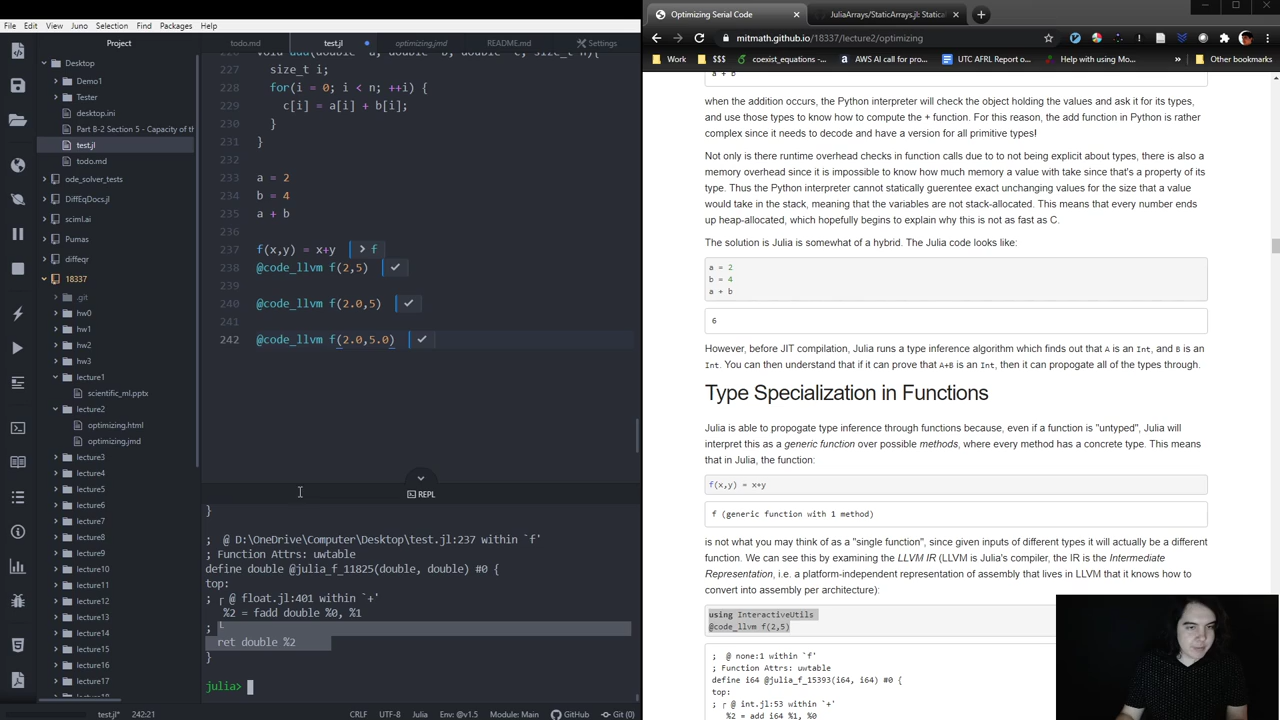 File Edit View Juno Selection Find Packages Help
Project
Desktop
Demo1
Tester
desktop.ini
Part B-2 Section 5 - Capacity of th
test.jl
todo.md
ode_solver_tests
DiffEqDocs.jl
sciml.ai
Pumas
diffeqr
18337
.git
hw0
hw1
hw2
hw3
lecture1
scientific_ml.pptx
lecture2
optimizing.html
optimizing.jmd
lecture3
lecture4
lecture5
lecture6
lecture7
lecture8
lecture9
lecture10
lecture11
lecture12
lecture13
lecture14
lecture15
lecture16
lecture17
todo.md test.jl optimizing.jmd README.md Settings
227 size_t i;
228 for(i = 0; i < n; ++i) {
229 c[i] = a[i] + b[i];
230 }
231 }
232
233 a = 2
234 b = 4
235 a + b
236
237 f(x,y) = x+y > f
238 @code_llvm f(2,5) ✓
239
240 @code_llvm f(2.0,5) ✓
241
242 @code_llvm f(2.0,5.0) ✓
REPL
}
; @ D:\OneDrive\Computer\Desktop\test.jl:237 within `f'
; Function Attrs: uwtable
define double @julia_f_11825(double, double) #0 {
top:
; ┌ @ float.jl:401 within `+'
%2 = fadd double %0, %1
; └
ret double %2
}
julia>
test.jl* 242:21 CRLF UTF-8 Julia Env: @v1.5 Module: Main GitHub Git (0)
Optimizing Serial Code × JuliaArrays/StaticArrays.jl: Statica × +
mitmath.github.io/18337/lecture2/optimizing
Work $$$ coexist_equations -... AWS AI call for pro... UTC AFRL Output - c... Help with using Mo... » Other bookmarks
a + b
when the addition occurs, the Python interpreter will check the object holding the values and ask it for its types,
and use those types to know how to compute the + function. For this reason, the add function in Python is rather
complex since it needs to decode and have a version for all primitive types!
Not only is there runtime overhead checks in function calls due to to not being explicit about types, there is also a
memory overhead since it is impossible to know how much memory a value with take since that's a property of its
type. Thus the Python interpreter cannot statically guerentee exact unchanging values for the size that a value
would take in the stack, meaning that the variables are not stack-allocated. This means that every number ends
up heap-allocated, which hopefully begins to explain why this is not as fast as C.
The solution is Julia is somewhat of a hybrid. The Julia code looks like:
a = 2
b = 4
a + b
6
However, before JIT compilation, Julia runs a type inference algorithm which finds out that A is an Int, and B is an
Int. You can then understand that if it can prove that A+B is an Int, then it can propogate all of the types through.
Type Specialization in Functions
Julia is able to propogate type inference through functions because, even if a function is "untyped", Julia will
interpret this as a generic function over possible methods, where every method has a concrete type. This means
that in Julia, the function:
f(x,y) = x+y
f (generic function with 1 method)
is not what you may think of as a "single function", since given inputs of different types it will actually be a different
function. We can see this by examining the LLVM IR (LLVM is Julia's compiler, the IR is the Intermediate
Representation, i.e. a platform-independent representation of assembly that lives in LLVM that it knows how to
convert into assembly per architecture):
using InteractiveUtils
@code_llvm f(2,5)
; @ none:1 within `f'
; Function Attrs: uwtable
define i64 @julia_f_15393(i64, i64) #0 {
top:
; ┌ @ int.jl:53 within `+'
%2 = add i64 %1, %0